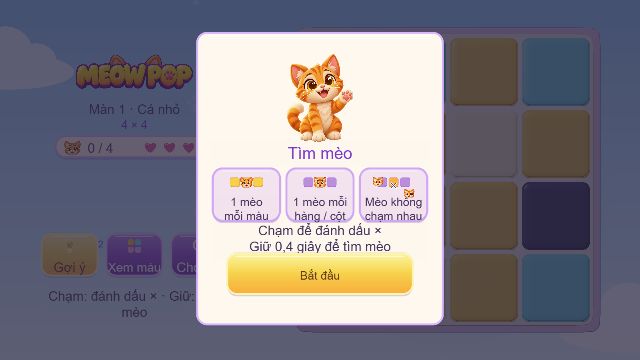 MEOW POP
Màn 1 · Cá nhỏ
4 × 4
0 / 4
Gợi ý
2
Xem màu
Chạm: đánh dấu × · Giữ:
mèo
Tìm mèo
1 mèo
mỗi màu
1 mèo mỗi
hàng / cột
Mèo không
chạm nhau
Chạm để đánh dấu ×
Giữ 0,4 giây để tìm mèo
Bắt đầu